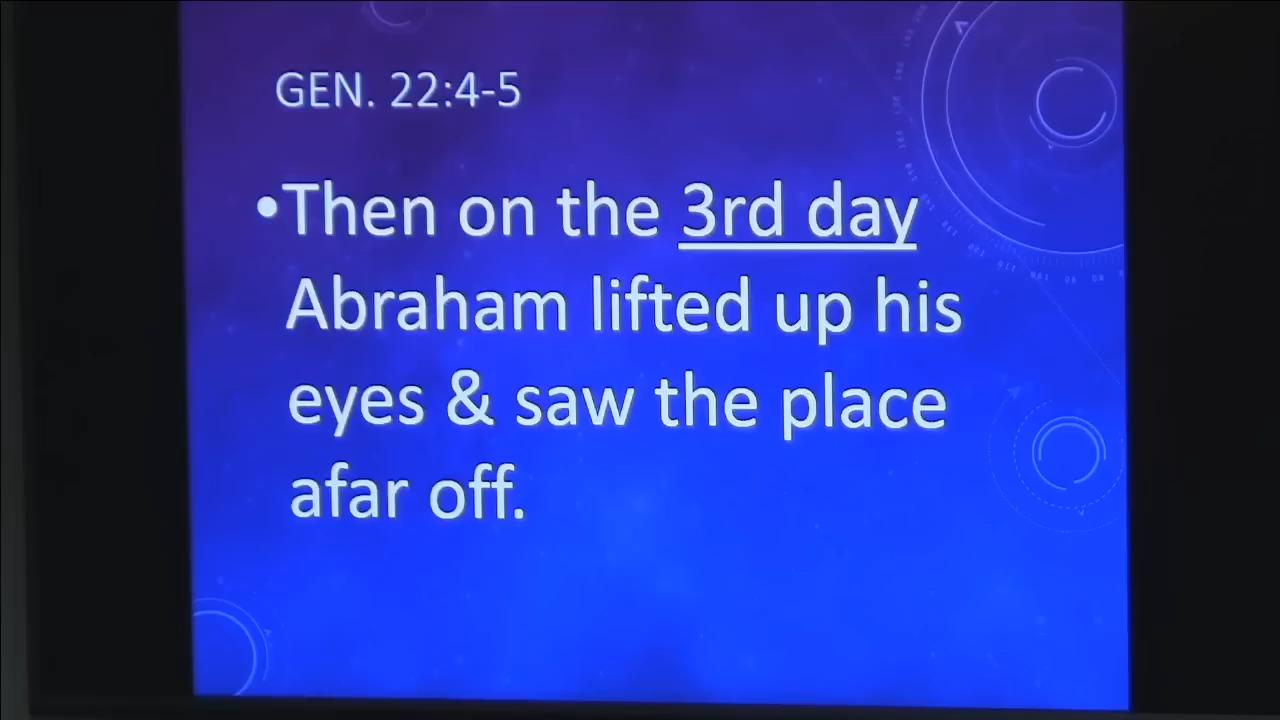 GEN. 22:4-5
•Then on the 3rd day
Abraham lifted up his
eyes & saw the place
afar off.